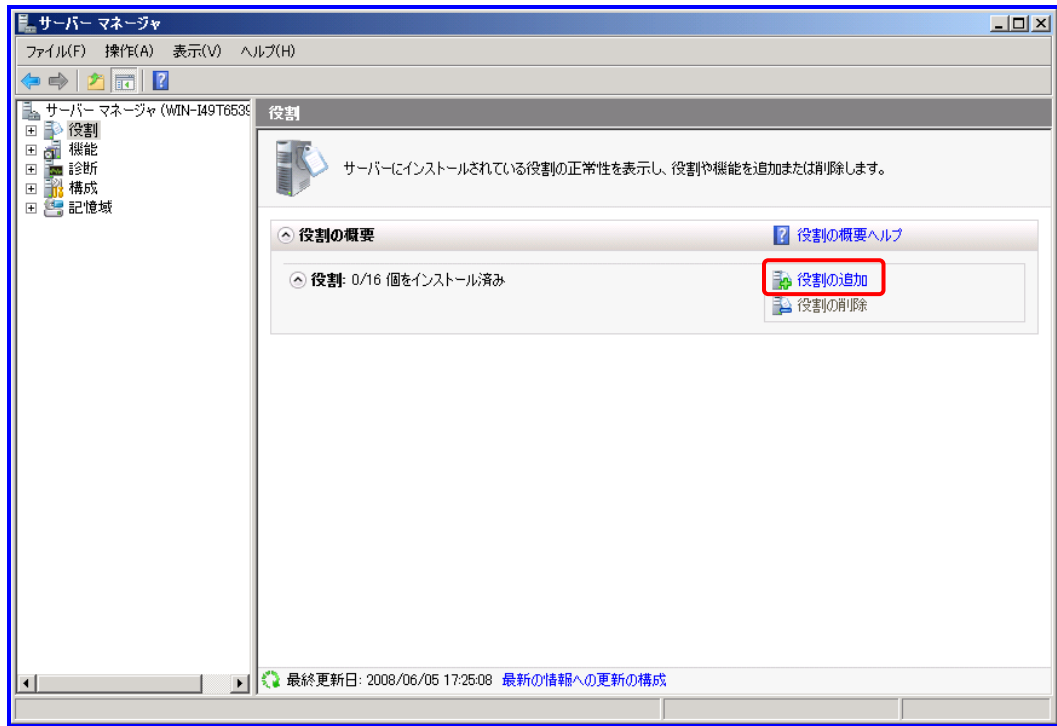 サーバー マネージャ
ファイル(F) 操作(A) 表示(V) ヘルプ(H)
サーバー マネージャ (WIN-I49T6539
役割
機能
診断
構成
記憶域
役割
サーバーにインストールされている役割の正常性を表示し、役割や機能を追加または削除します。
役割の概要
役割の概要ヘルプ
役割: 0/16 個をインストール済み
役割の追加
役割の削除
最終更新日: 2008/06/05 17:25:08 最新の情報への更新の構成